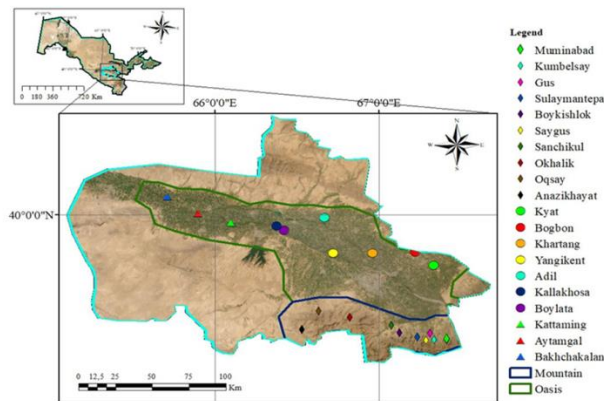 0 180 360 720 Km
66°0'0"E 67°0'0"E
N
W E
S
40°0'0"N
0 12,5 25 50 75 100
Km
Legend
Muminabad
Kumbelsay
Gus
Sulaymantepa
Boykishlok
Saygus
Sanchikul
Okhalik
Oqsay
Anazikhayat
Kyat
Bogbon
Khartang
Yangikent
Adil
Kallakhosa
Boylata
Kattaming
Aytamgal
Bakhchakalan
Mountain
Oasis